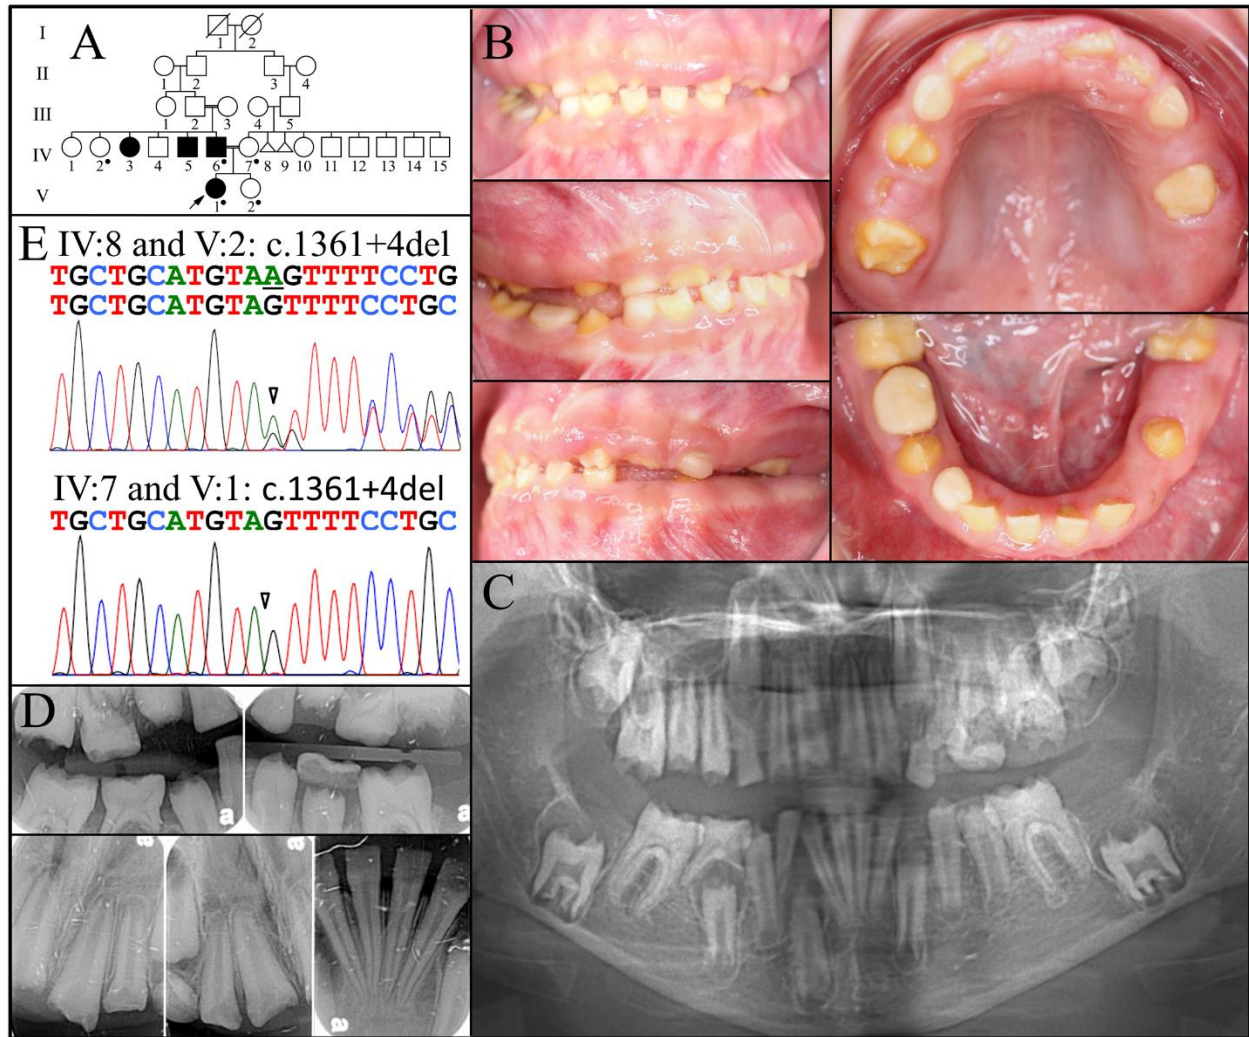 A
I
1 2
II
1 2 3 4
III
1 2 3 4 5
IV
1 2 3 4 5 6 7 8 9 10 11 12 13 14 15
V
1 2
B
E IV:8 and V:2: c.1361+4del
TGCTGCATGTAAGTTTTCCTG
TGCTGCATGTAGTTTTCCTGC
IV:7 and V:1: c.1361+4del
TGCTGCATGTAGTTTTCCTGC
C
D
a a
a a a